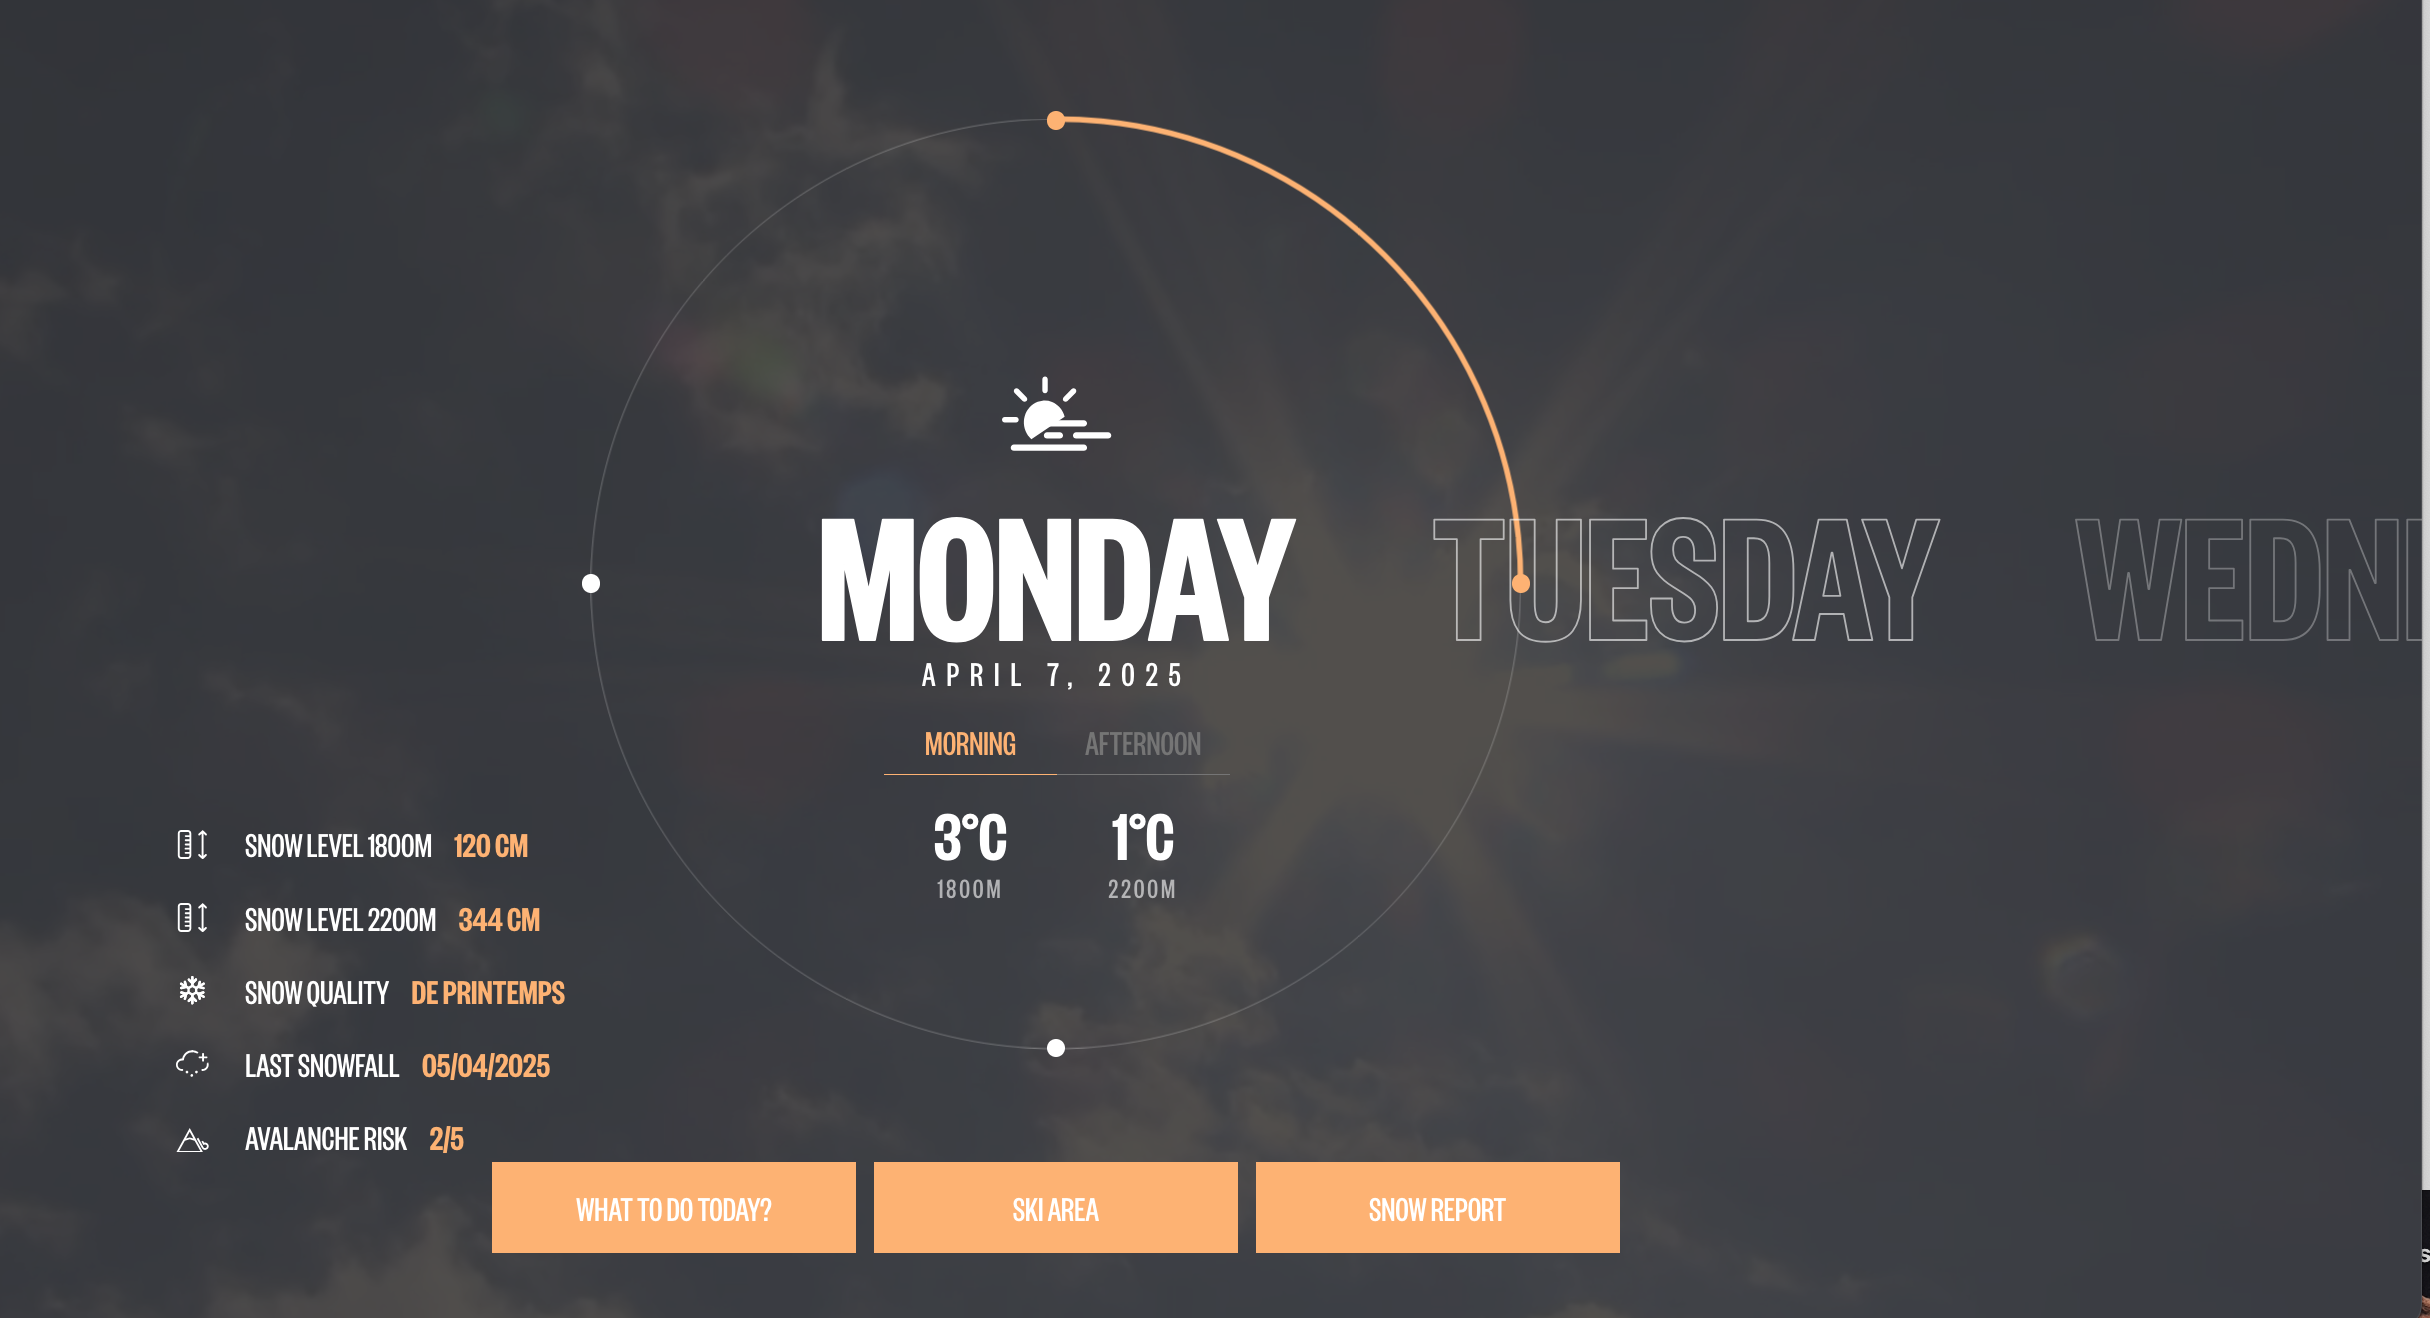 MONDAY
TUESDAY
APRIL 7, 2025
MORNING AFTERNOON
3°C 1°C
1800M 2200M
SNOW LEVEL 1800M 120 CM
SNOW LEVEL 2200M 344 CM
SNOW QUALITY DE PRINTEMPS
LAST SNOWFALL 05/04/2025
AVALANCHE RISK 2/5
WHAT TO DO TODAY?
SKI AREA
SNOW REPORT